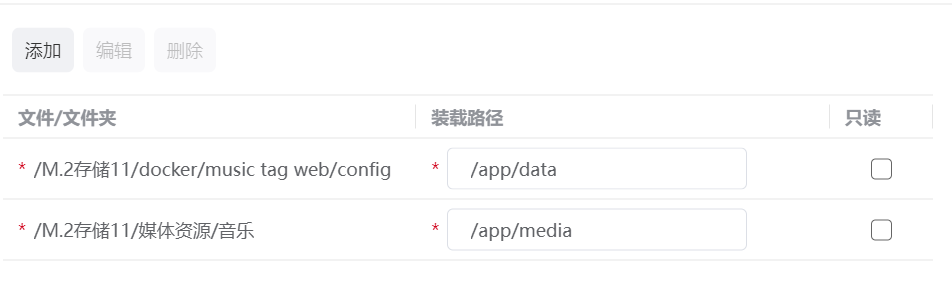 添加 编辑 删除
文件/文件夹 装载路径 只读
* /M.2存储11/docker/music tag web/config * /app/data
* /M.2存储11/媒体资源/音乐 * /app/media